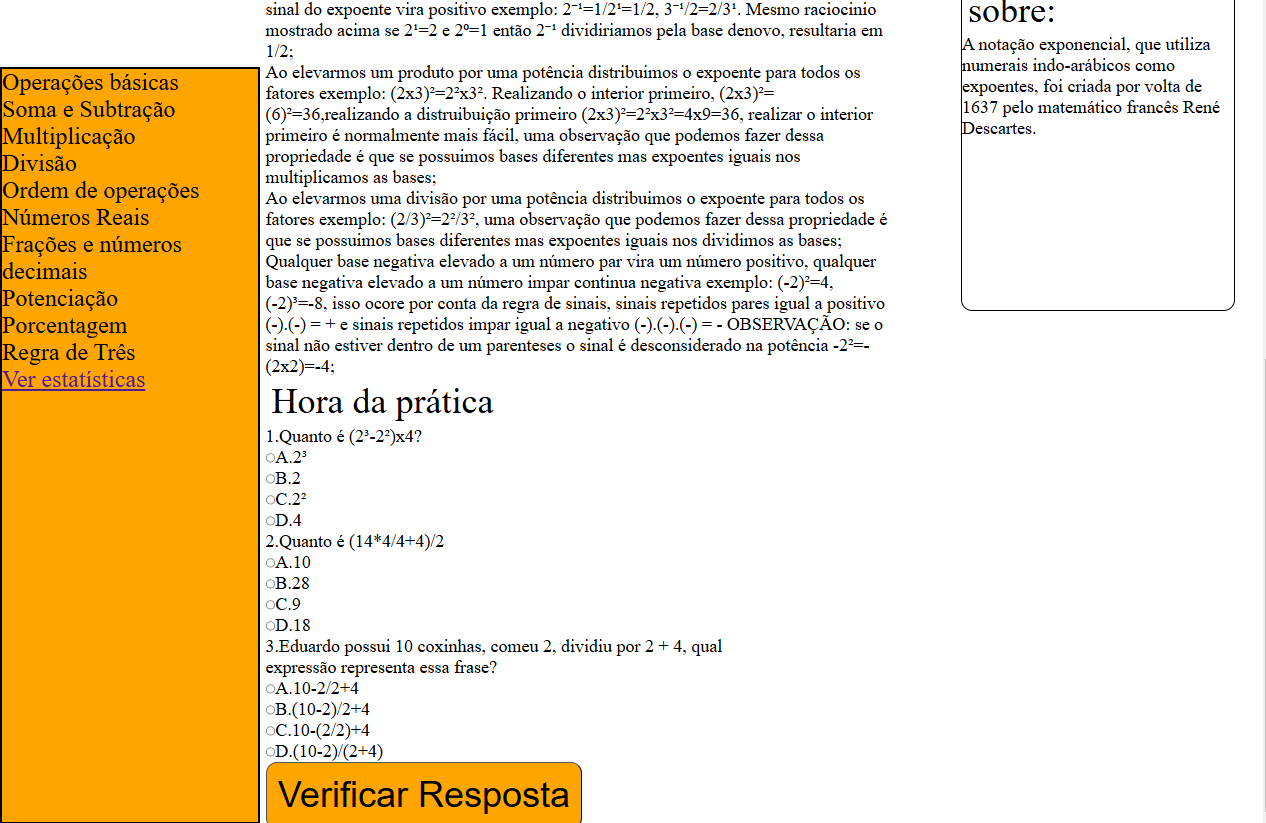 Operações básicas
Soma e Subtração
Multiplicação
Divisão
Ordem de operações
Números Reais
Frações e números
decimais
Potenciação
Porcentagem
Regra de Três
Ver estatísticas
sinal do expoente vira positivo exemplo: 2⁻¹=1/2¹=1/2, 3⁻¹/2=2/3¹. Mesmo raciocinio
mostrado acima se 2¹=2 e 2⁰=1 então 2⁻¹ dividiriamos pela base denovo, resultaria em
1/2;
Ao elevarmos um produto por uma potência distribuimos o expoente para todos os
fatores exemplo: (2x3)²=2²x3². Realizando o interior primeiro, (2x3)²=
(6)²=36,realizando a distruibuição primeiro (2x3)²=2²x3²=4x9=36, realizar o interior
primeiro é normalmente mais fácil, uma observação que podemos fazer dessa
propriedade é que se possuimos bases diferentes mas expoentes iguais nos
multiplicamos as bases;
Ao elevarmos uma divisão por uma potência distribuimos o expoente para todos os
fatores exemplo: (2/3)²=2²/3², uma observação que podemos fazer dessa propriedade é
que se possuimos bases diferentes mas expoentes iguais nos dividimos as bases;
Qualquer base negativa elevado a um número par vira um número positivo, qualquer
base negativa elevado a um número impar continua negativa exemplo: (-2)²=4,
(-2)³=-8, isso ocore por conta da regra de sinais, sinais repetidos pares igual a positivo
(-).(-) = + e sinais repetidos impar igual a negativo (-).(-).(-) = - OBSERVAÇÃO: se o
sinal não estiver dentro de um parenteses o sinal é desconsiderado na potência -2²=-
(2x2)=-4;
Hora da prática
1.Quanto é (2³-2²)x4?
A.2³
B.2
C.2²
D.4
2.Quanto é (14*4/4+4)/2
A.10
B.28
C.9
D.18
3.Eduardo possui 10 coxinhas, comeu 2, dividiu por 2 + 4, qual
expressão representa essa frase?
A.10-2/2+4
B.(10-2)/2+4
C.10-(2/2)+4
D.(10-2)/(2+4)
Verificar Resposta
sobre:
A notação exponencial, que utiliza
numerais indo-arábicos como
expoentes, foi criada por volta de
1637 pelo matemático francês René
Descartes.